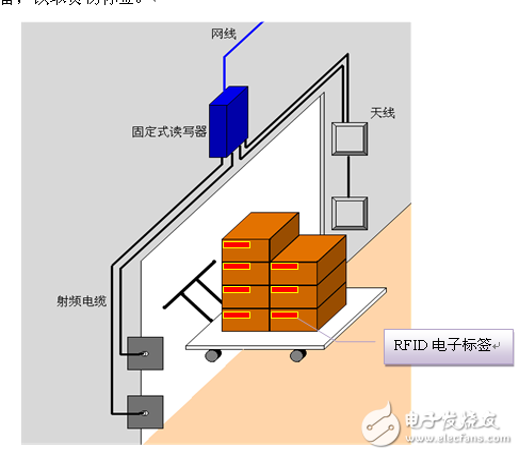 备，读取货物标签。
网线
固定式读写器
天线
射频电缆
RFID 电子标签
电子发烧友
www.elecfans.com